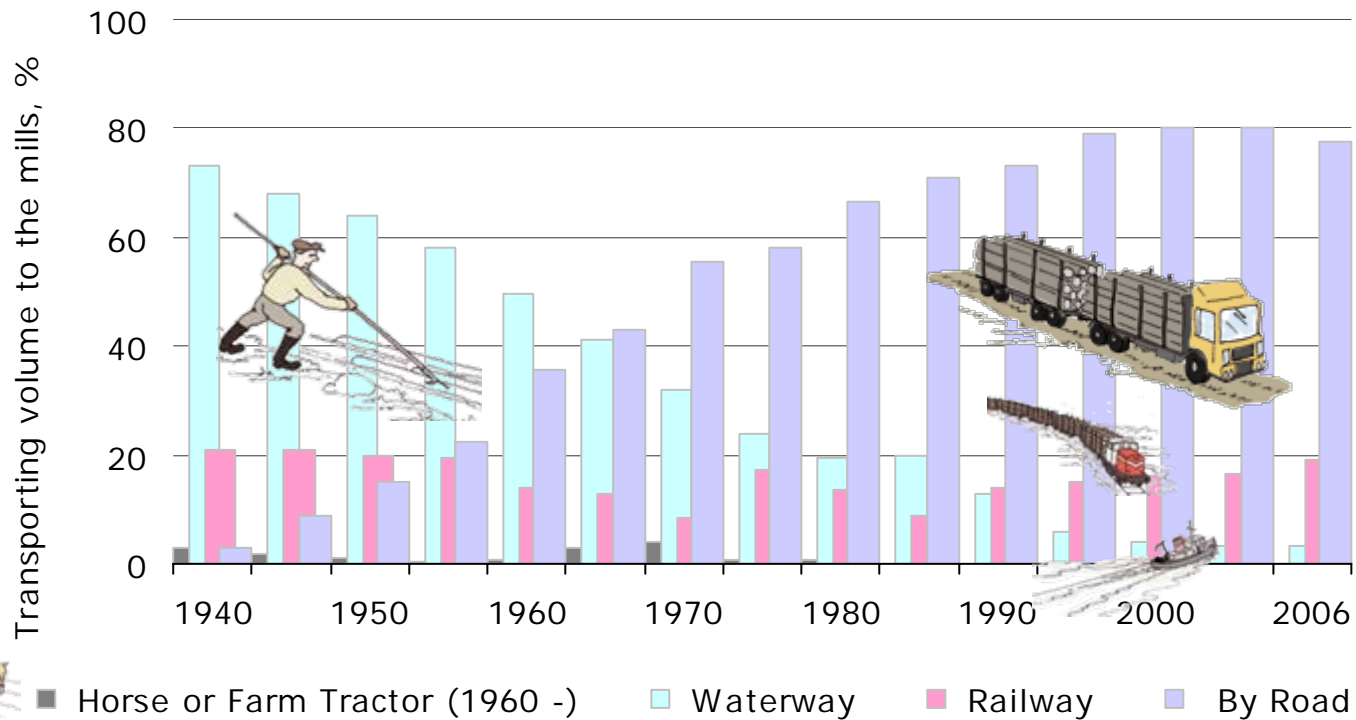 Transporting volume to the mills, %
100
80
60
40
20
0
1940 1950 1960 1970 1980 1990 2000 2006
Horse or Farm Tractor (1960 -) Waterway Railway By Road